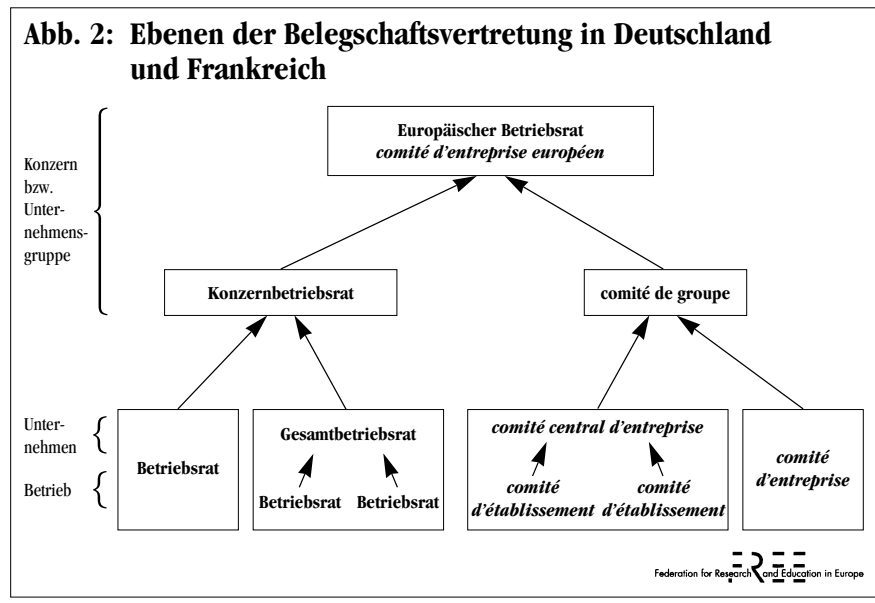 Abb. 2: Ebenen der Belegschaftsvertretung in Deutschland
und Frankreich
Europäischer Betriebsrat
comité d'entreprise européen
Konzern
bzw.
Unter-
nehmens-
gruppe
Konzernbetriebsrat
comité de groupe
Unter-
nehmen
Betrieb
Betriebsrat
Gesamtbetriebsrat
Betriebsrat Betriebsrat
comité central d'entreprise
comité
d'établissement
comité
d'établissement
comité
d'entreprise
FREE
Federation for Research and Education in Europe